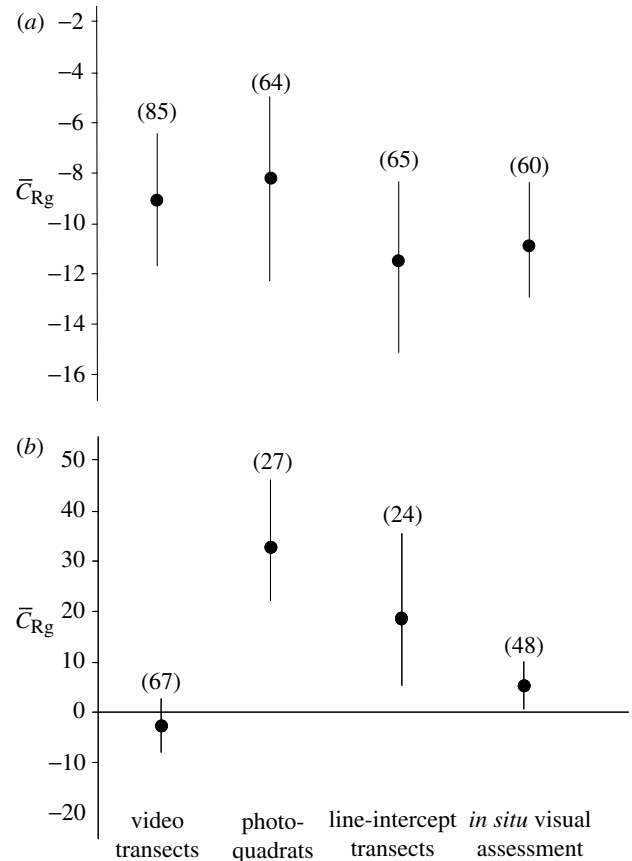 (a)
−2
−4
−6
−8
−10
−12
−14
−16
C̅Rg
(85)
(64)
(65)
(60)
(b)
50
40
30
20
10
0
−10
−20
C̅Rg
(67)
(27)
(24)
(48)
video
transects
photo-
quadrats
line-intercept
transects
in situ visual
assessment